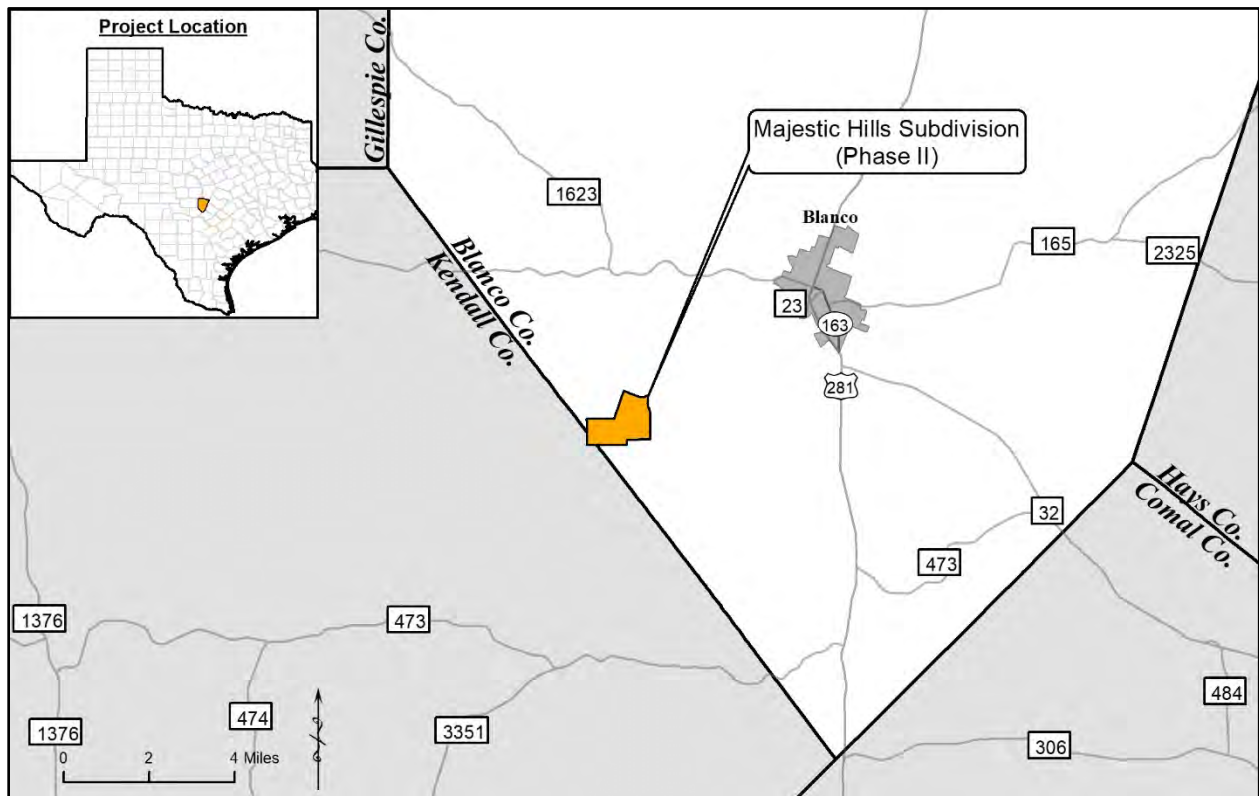 Project Location
Gillespie Co.
Majestic Hills Subdivision
(Phase II)
1623
Blanco
165
2325
Blanco Co.
Kendall Co.
23
163
281
Hays Co.
Comal Co.
32
473
1376
473
484
474
3351
1376
306
0 2 4 Miles